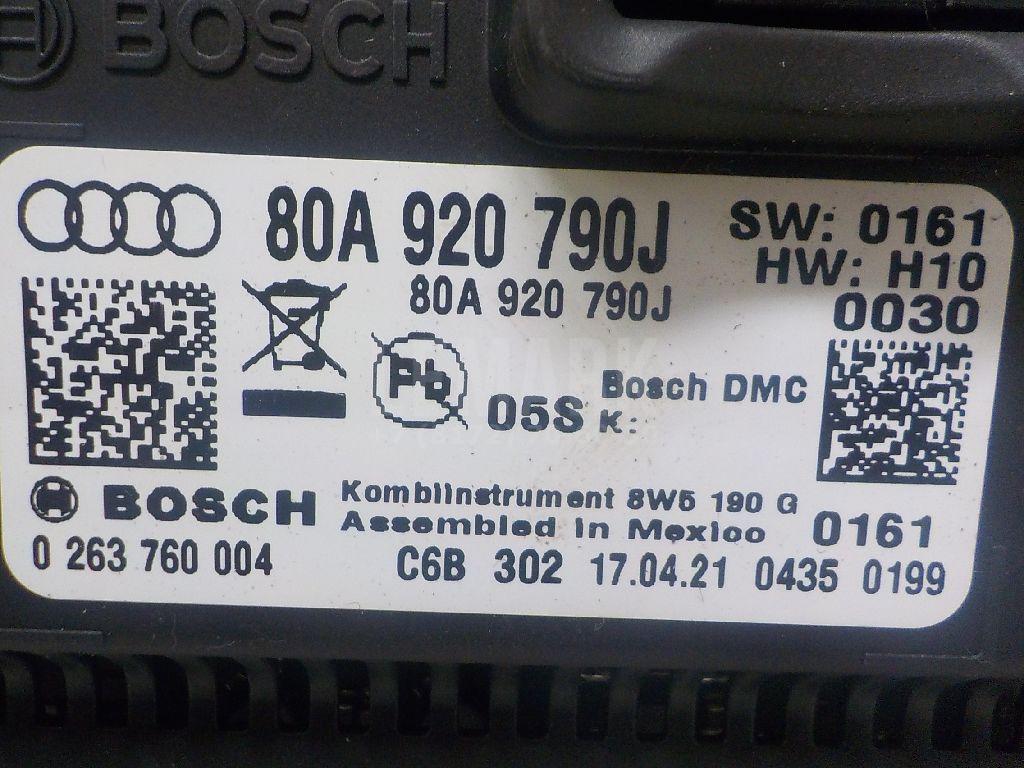 BOSCH
80A 920 790J
80A 920 790J
SW: 0161
HW: H10
0030
Pb
05S K:
Bosch DMC
BOSCH
0 263 760 004
Kombiinstrument 8W5 190 G
Assembled in Mexico
0161
C6B 302 17.04.21 0435 0199